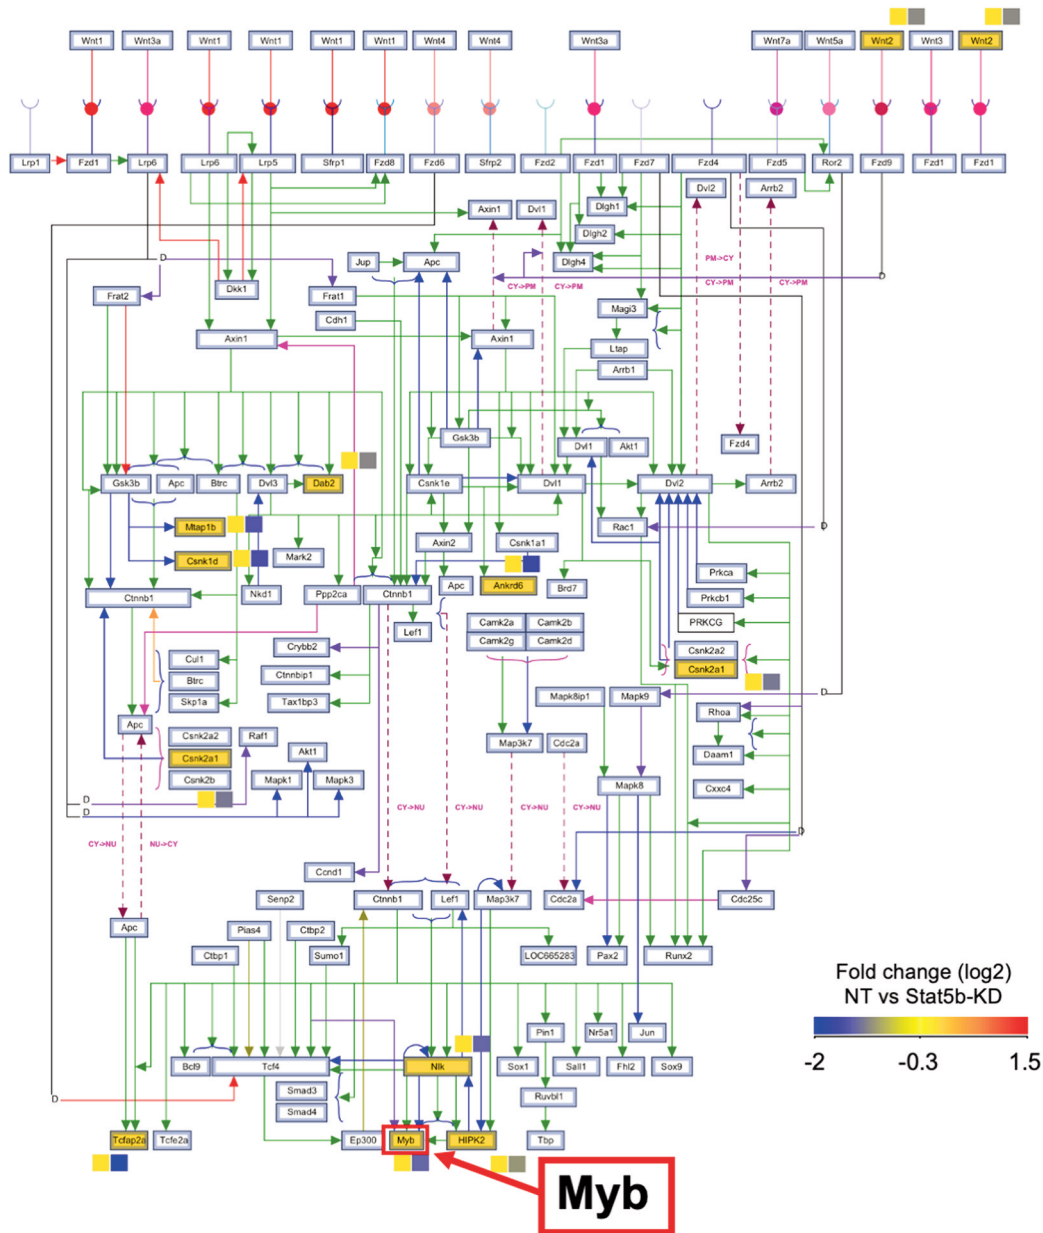 Wnt1 Wnt3a Wnt1 Wnt1 Wnt1 Wnt1 Wnt4 Wnt4 Wnt3a Wnt7a Wnt5a Wnt2 Wnt3 Wnt2
Lrp1 Fzd1 Lrp6 Lrp6 Lrp5 Sfrp1 Fzd8 Fzd6 Sfrp2 Fzd2 Fzd1 Fzd7 Fzd4 Fzd5 Ror2 Fzd9 Fzd1 Fzd1
Dvl2 Arrb2
Axin1 Dvl1 Dlgh1
Dlgh2
D Jup Apc Dlgh4 PM->CY
D
CY->PM CY->PM CY->PM CY->PM
Frat2 Dkk1 Frat1
Magi3
Cdh1
Axin1 Axin1
Ltap
Arrb1
Gsk3b Dvl1 Akt1 Fzd4
Gsk3b Apc Btrc Dvl3 Dab2 Csnk1e Dvl1 Dvl2 Arrb2
Mtap1b Rac1 D
Axin2 Csnk1a1
Csnk1d Mark2
Prkca
Ctnnb1 Nkd1 Ppp2ca Ctnnb1 Apc Ankrd6 Brd7
Prkcb1
Lef1 Camk2a Camk2b PRKCG
Crybb2 Camk2g Camk2d
Cul1 Csnk2a2
Ctnnbip1 Csnk2a1
Btrc
Skp1a Tax1bp3 Mapk8ip1 Mapk9 D
Rhoa
Apc
Csnk2a2 Raf1 Map3k7 Cdc2a
Csnk2a1 Akt1 Daam1
Csnk2b Mapk1 Mapk3 Mapk8 Cxxc4
D
D
CY->NU CY->NU CY->NU CY->NU
D
CY->NU NU->CY
Ccnd1
Senp2 Ctnnb1 Lef1 Map3k7 Cdc2a Cdc25c
Apc Pias4 Ctbp2
Ctbp1 Sumo1 LOC665283 Pax2 Runx2
Fold change (log2)
NT vs Stat5b-KD
-2 -0.3 1.5
Pin1 Nr5a1 Jun
Bcl9 Tcf4 Nlk Sox1 Sall1 Fhl2 Sox9
Smad3
D Ruvbl1
Smad4
Tcfap2a Tcfe2a Ep300 Myb HIPK2 Tbp
Myb